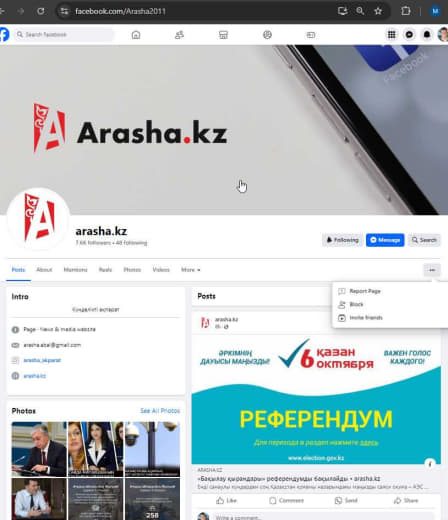 facebook.com/Arasha2011
Search Facebook
Facebook
Arasha.kz
arasha.kz
7.6K followers • 48 following
Following
Message
Search
Posts
About
Mentions
Reels
Photos
Videos
More
Intro
Күнделікті ақпарат
Page · News & media website
arasha.abai@gmail.com
arasha_akparat
arasha.kz
Photos
See All Photos
258
Posts
Report Page
Block
Invite friends
arasha.kz
ӘРКІМНІҢ
ДАУЫСЫ МАҢЫЗДЫ!
6 қазан
октября
ВАЖЕН ГОЛОС
КАЖДОГО!
РЕФЕРЕНДУМ
Для перехода в раздел нажмите здесь
www.election.gov.kz
ARASHA.KZ
«Бақылау қырандары» референдумды бақылайды • arasha.kz
Like
Comment
Send
Share
Write a comment...